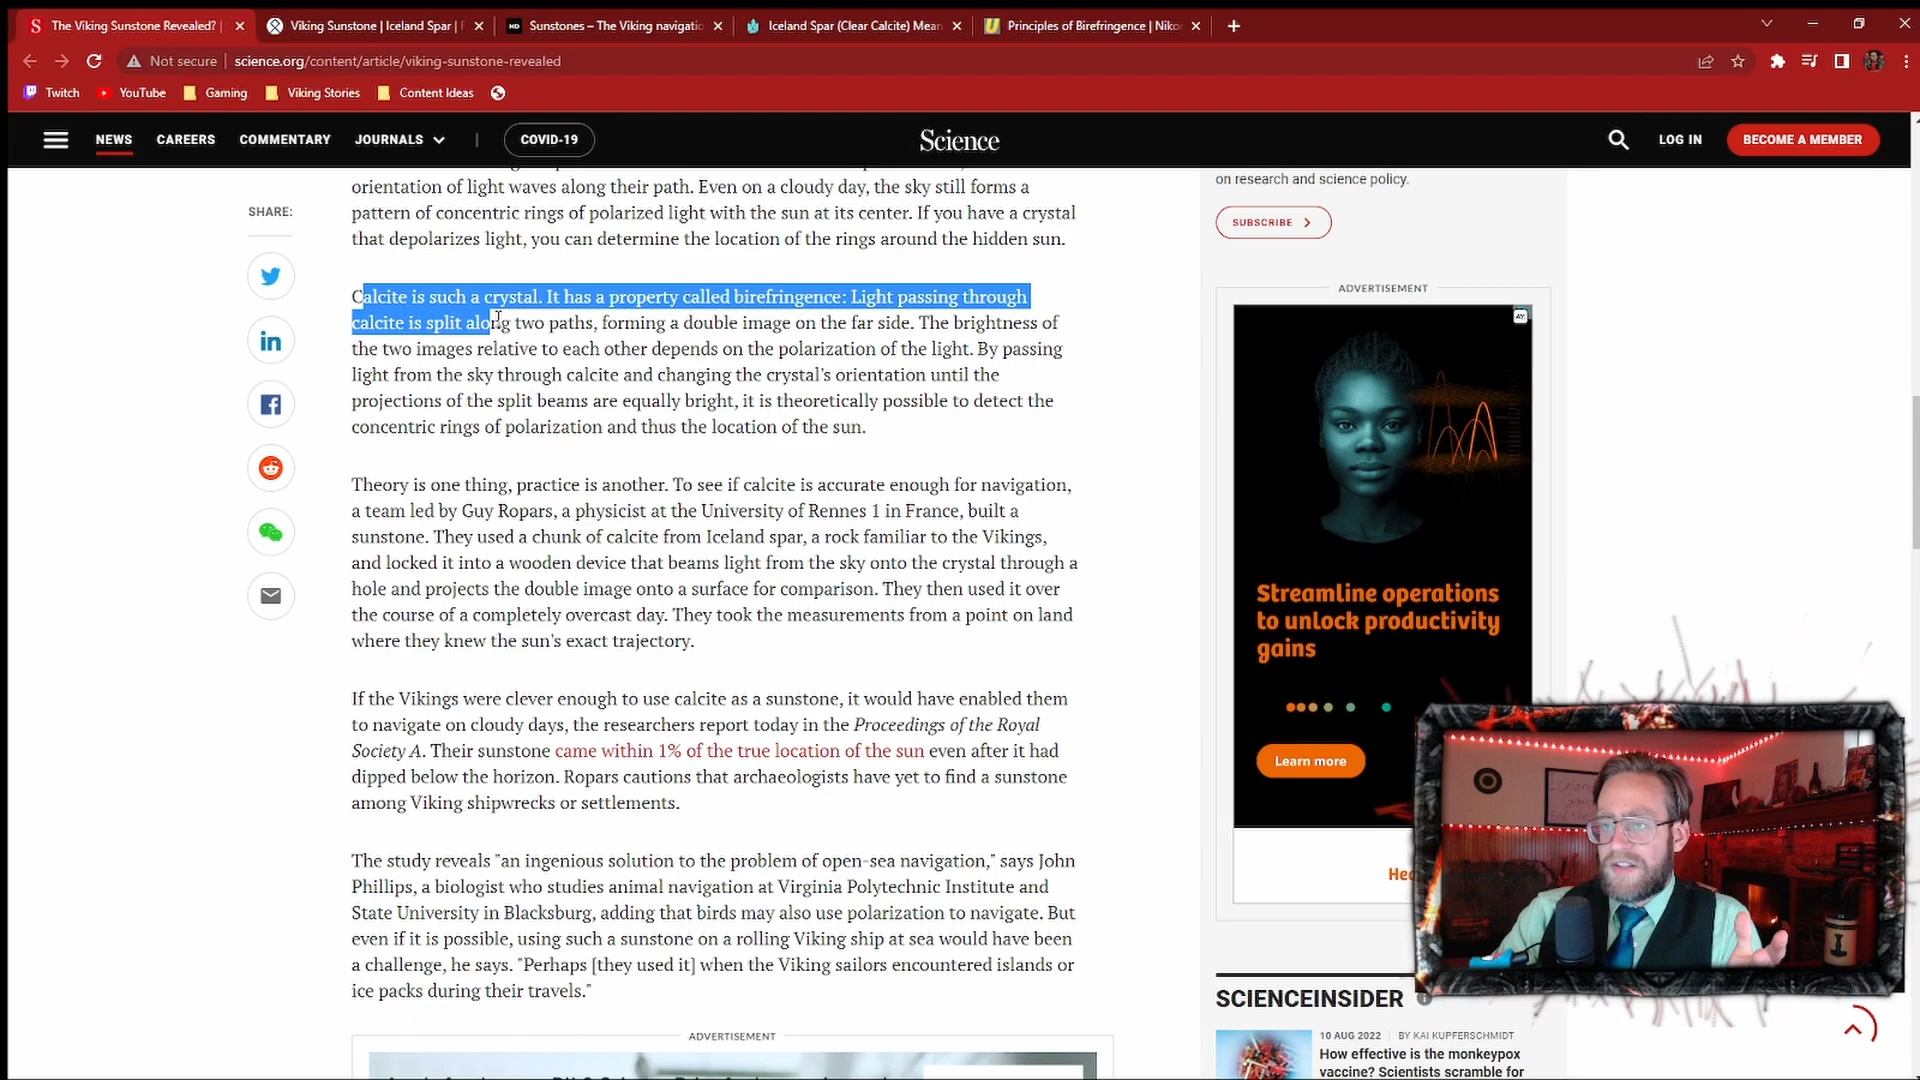 The Viking Sunstone Revealed? |
Viking Sunstone | Iceland Spar |
Sunstones – The Viking navigatio
Iceland Spar (Clear Calcite) Mean
Principles of Birefringence | Niko
Not secure | science.org/content/article/viking-sunstone-revealed
Twitch
YouTube
Gaming
Viking Stories
Content Ideas
NEWS
CAREERS
COMMENTARY
JOURNALS
COVID-19
Science
LOG IN
BECOME A MEMBER
SHARE:
orientation of light waves along their path. Even on a cloudy day, the sky still forms a
pattern of concentric rings of polarized light with the sun at its center. If you have a crystal
that depolarizes light, you can determine the location of the rings around the hidden sun.
Calcite is such a crystal. It has a property called birefringence: Light passing through
calcite is split along two paths, forming a double image on the far side. The brightness of
the two images relative to each other depends on the polarization of the light. By passing
light from the sky through calcite and changing the crystal's orientation until the
projections of the split beams are equally bright, it is theoretically possible to detect the
concentric rings of polarization and thus the location of the sun.
Theory is one thing, practice is another. To see if calcite is accurate enough for navigation,
a team led by Guy Ropars, a physicist at the University of Rennes 1 in France, built a
sunstone. They used a chunk of calcite from Iceland spar, a rock familiar to the Vikings,
and locked it into a wooden device that beams light from the sky onto the crystal through a
hole and projects the double image onto a surface for comparison. They then used it over
the course of a completely overcast day. They took the measurements from a point on land
where they knew the sun's exact trajectory.
If the Vikings were clever enough to use calcite as a sunstone, it would have enabled them
to navigate on cloudy days, the researchers report today in the Proceedings of the Royal
Society A. Their sunstone came within 1% of the true location of the sun even after it had
dipped below the horizon. Ropars cautions that archaeologists have yet to find a sunstone
among Viking shipwrecks or settlements.
The study reveals "an ingenious solution to the problem of open-sea navigation," says John
Phillips, a biologist who studies animal navigation at Virginia Polytechnic Institute and
State University in Blacksburg, adding that birds may also use polarization to navigate. But
even if it is possible, using such a sunstone on a rolling Viking ship at sea would have been
a challenge, he says. "Perhaps [they used it] when the Viking sailors encountered islands or
ice packs during their travels."
ADVERTISEMENT
on research and science policy.
SUBSCRIBE
ADVERTISEMENT
Streamline operations
to unlock productivity
gains
Learn more
SCIENCEINSIDER
10 AUG 2022 | BY KAI KUPFERSCHMIDT
How effective is the monkeypox
vaccine? Scientists scramble for